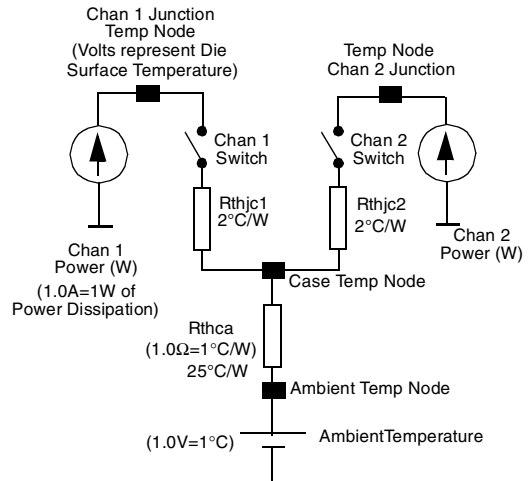 Chan 1 Junction
Temp Node
(Volts represent Die
Surface Temperature)
Temp Node
Chan 2 Junction
Chan 1
Switch
Chan 2
Switch
Rthjc1
2°C/W
Rthjc2
2°C/W
Chan 1
Power (W)
(1.0A=1W of
Power Dissipation)
Chan 2
Power (W)
Case Temp Node
Rthca
(1.0Ω=1°C/W)
25°C/W
Ambient Temp Node
(1.0V=1°C)
AmbientTemperature